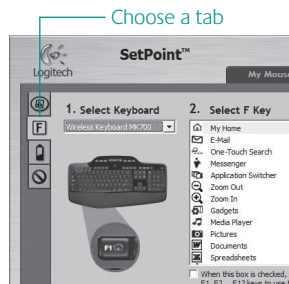 Choose a tab
SetPoint™
Logitech
My Mouse
1. Select Keyboard
2. Select F Key
F
Wireless Keyboard MK700
My Home
E-Mail
One-Touch Search
Messenger
Application Switcher
Zoom Out
Zoom In
Gadgets
Media Player
Pictures
Documents
Spreadsheets
F1
When this box is checked,
F1, F2 ... F12 keys to use